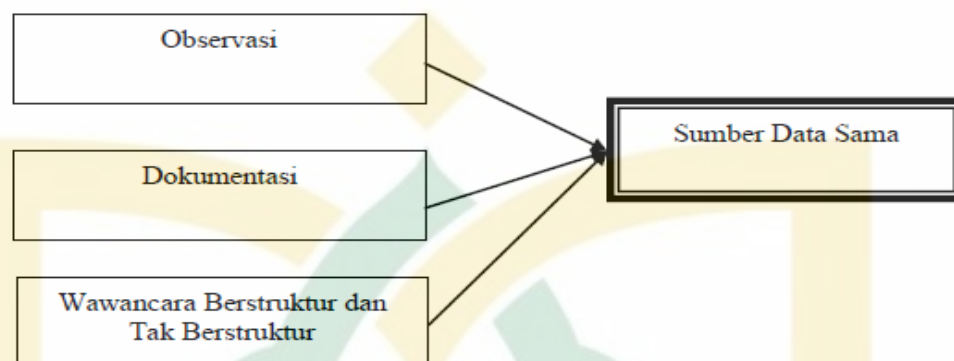 Observasi
Sumber Data Sama
Dokumentasi
Wawancara Berstruktur dan
Tak Berstruktur